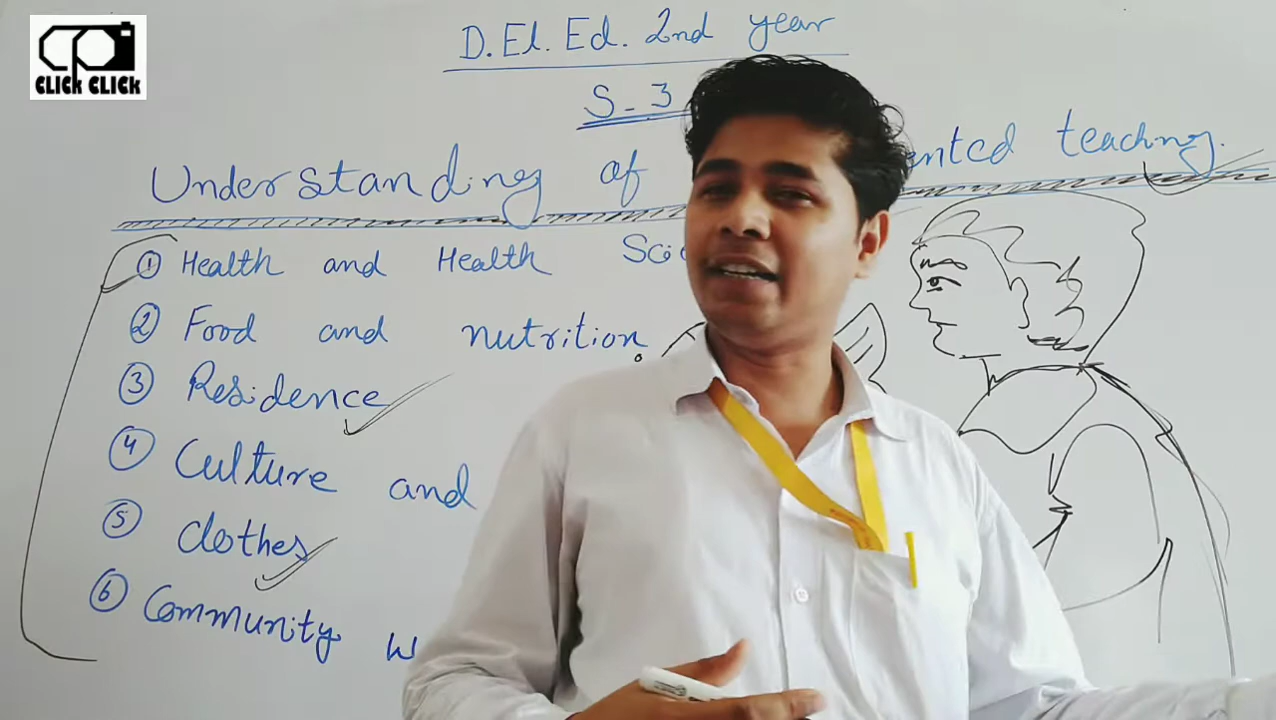 CLICK CLICK
D.El.Ed. 2nd year
S-3
Understanding of ented teaching.
① Health and Health Sci
② Food and nutrition.
③ Residence
④ Culture and
⑤ clothes
⑥ Community w